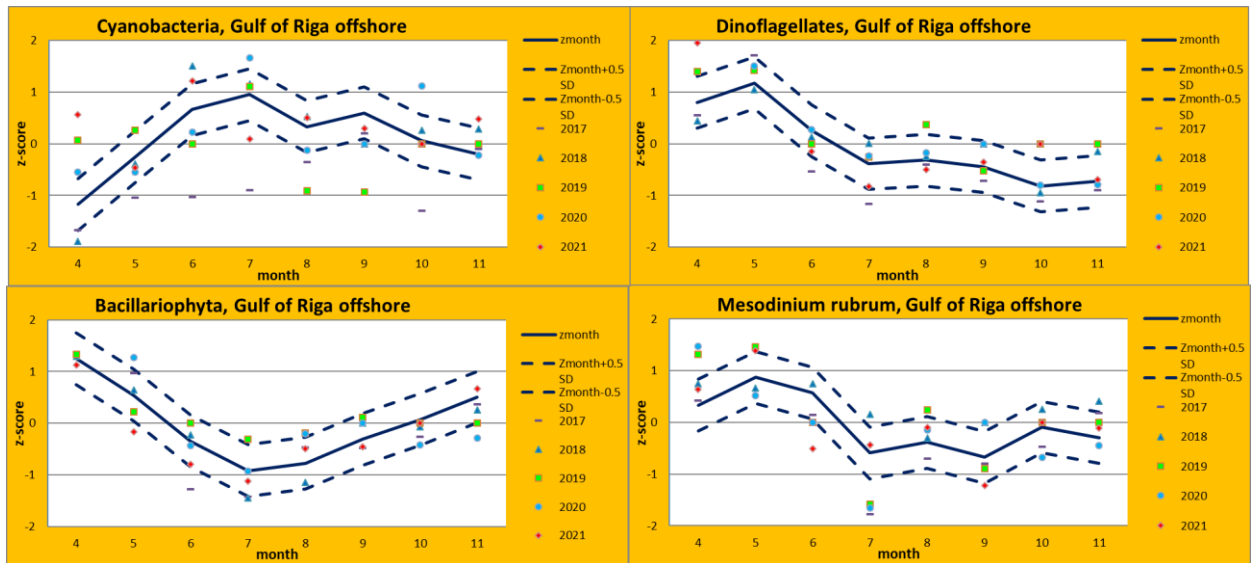 Cyanobacteria, Gulf of Riga offshore
2
1
0
-1
-2
z-score
4 5 6 7 8 9 10 11
month
zmonth
Zmonth+0.5
SD
Zmonth-0.5
SD
2017
2018
2019
2020
2021
Dinoflagellates, Gulf of Riga offshore
2
1
0
-1
-2
z-score
4 5 6 7 8 9 10 11
month
zmonth
Zmonth+0.5
SD
Zmonth-0.5
SD
2017
2018
2019
2020
2021
Bacillariophyta, Gulf of Riga offshore
2
1
0
-1
-2
z-score
4 5 6 7 8 9 10 11
month
zmonth
Zmonth+0.5
SD
Zmonth-0.5
SD
2017
2018
2019
2020
2021
Mesodinium rubrum, Gulf of Riga offshore
2
1
0
-1
-2
z-score
4 5 6 7 8 9 10 11
month
zmonth
Zmonth+0.5
SD
Zmonth-0.5
SD
2017
2018
2019
2020
2021